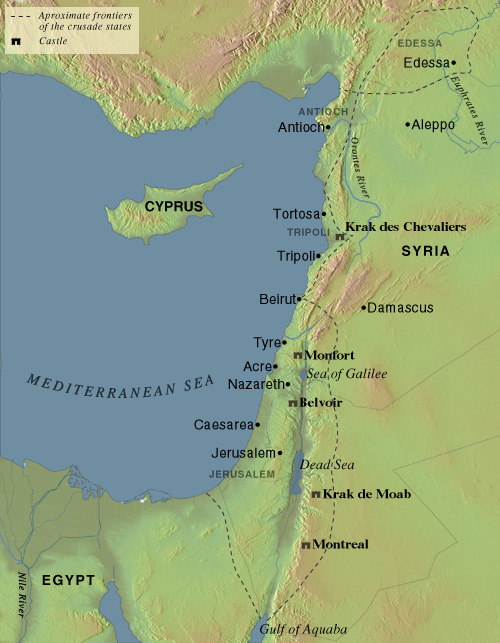 Aproximate frontiers
of the crusade states
Castle
EDESSA
Edessa
Euphrates River
ANTIOCH
Antioch
Aleppo
Orontes River
CYPRUS
Tortosa
Krak des Chevaliers
TRIPOLI
SYRIA
Tripoli
Beirut
Damascus
Tyre
Monfort
Acre
Sea of Galilee
Nazareth
MEDITERRANEAN SEA
Belvoir
Caesarea
Jerusalem
Dead Sea
JERUSALEM
Krak de Moab
Montreal
EGYPT
Nile River
Gulf of Aquaba